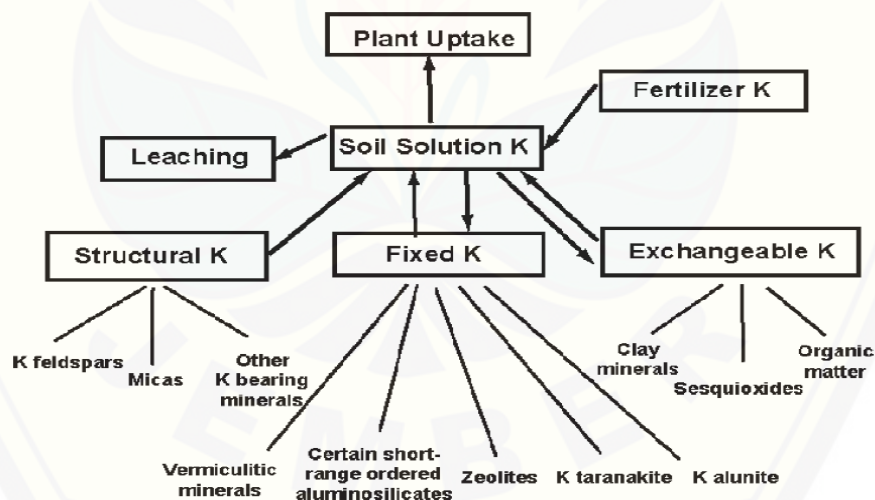 Plant Uptake
Fertilizer K
Soil Solution K
Leaching
Structural K
Fixed K
Exchangeable K
K feldspars
Micas
Other
K bearing
minerals
Clay
minerals
Sesquioxides
Organic
matter
Vermiculitic
minerals
Certain short-
range ordered
aluminosilicates
Zeolites
K taranakite
K alunite
JEMBER